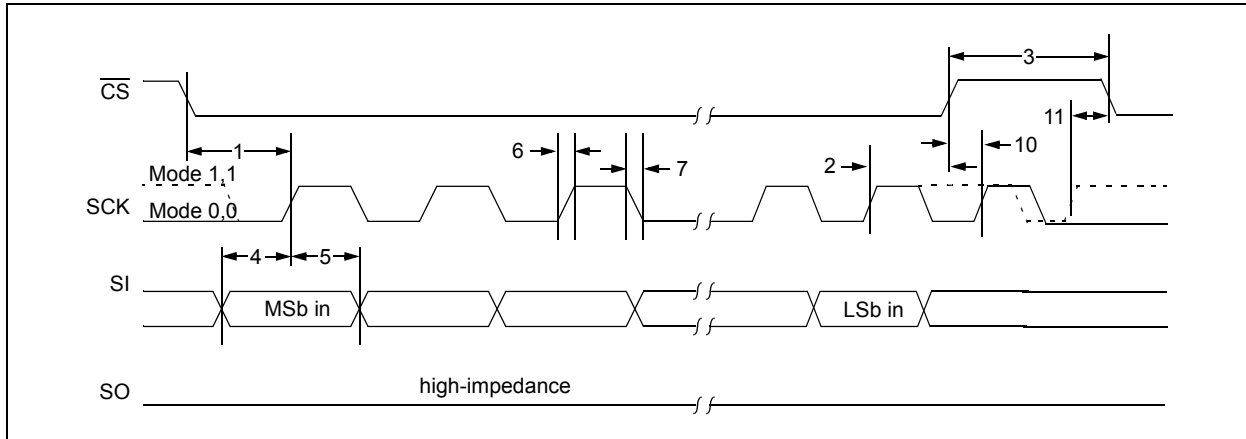 3
CS
11
1
6
7
2
10
Mode 1,1
SCK
Mode 0,0
4
5
SI
MSb in
LSb in
SO
high-impedance